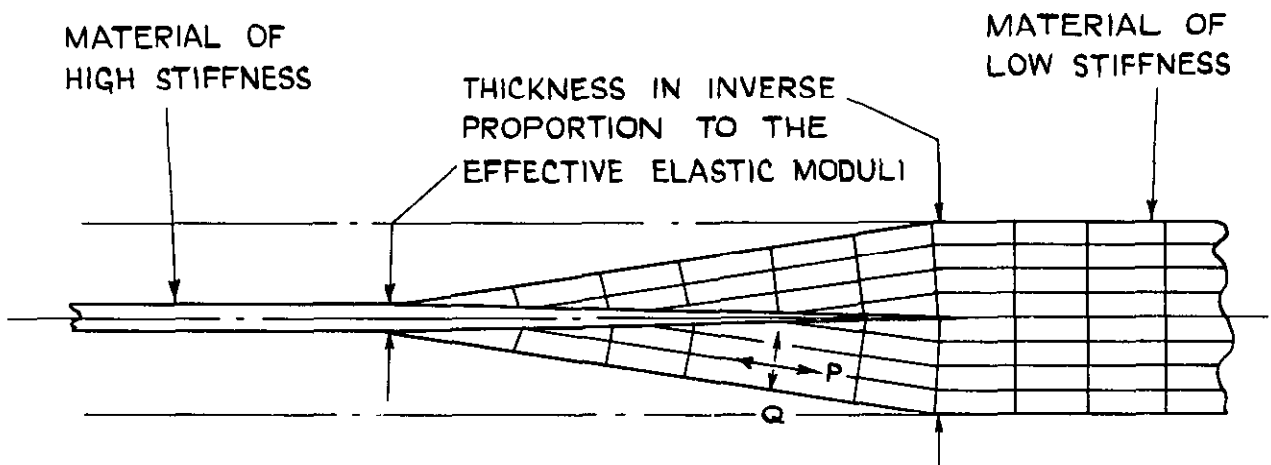 MATERIAL OF
HIGH STIFFNESS
THICKNESS IN INVERSE
PROPORTION TO THE
EFFECTIVE ELASTIC MODULI
MATERIAL OF
LOW STIFFNESS
P
Q